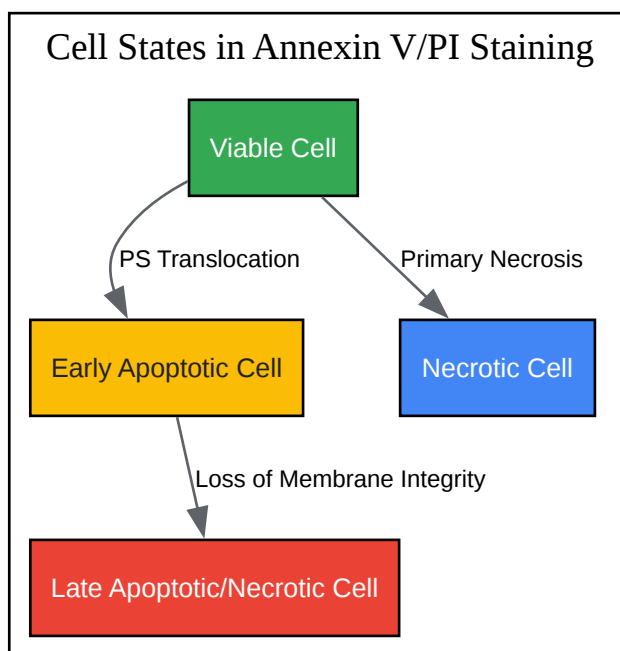 Cell States in Annexin V/PI Staining
Viable Cell
PS Translocation
Primary Necrosis
Early Apoptotic Cell
Necrotic Cell
Loss of Membrane Integrity
Late Apoptotic/Necrotic Cell